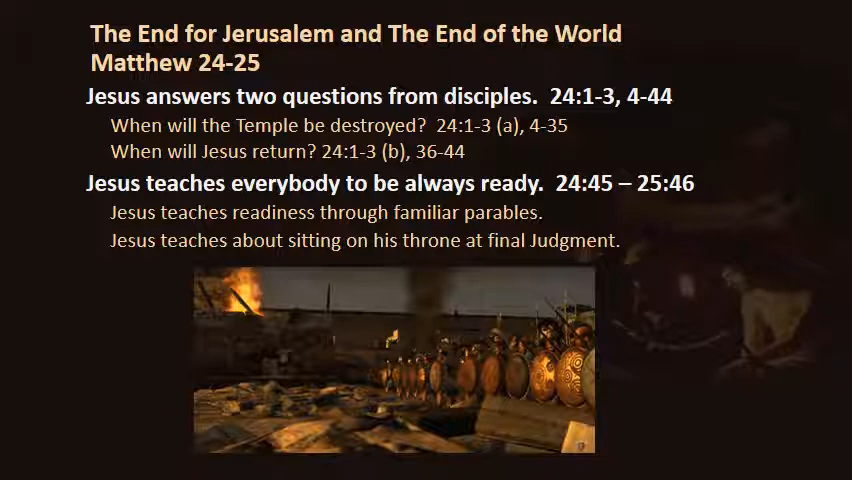 The End for Jerusalem and The End of the World
Matthew 24-25
Jesus answers two questions from disciples.  24:1-3, 4-44
When will the Temple be destroyed?  24:1-3 (a), 4-35
When will Jesus return? 24:1-3 (b), 36-44
Jesus teaches everybody to be always ready.  24:45 – 25:46
Jesus teaches readiness through familiar parables.
Jesus teaches about sitting on his throne at final Judgment.